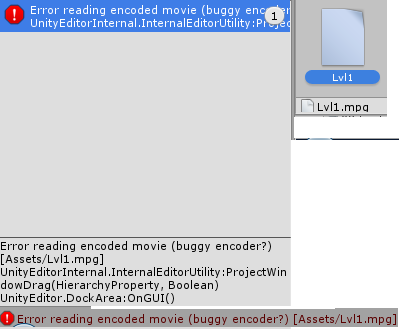 Error reading encoded movie (buggy encoder
UnityEditorInternal.InternalEditorUtility:Proje
1
Lvl1
Lvl1.mpg
Error reading encoded movie (buggy encoder?)
[Assets/Lvl1.mpg]
UnityEditorInternal.InternalEditorUtility:ProjectWin
dowDrag(HierarchyProperty, Boolean)
UnityEditor.DockArea:OnGUI()
Error reading encoded movie (buggy encoder?) [Assets/Lvl1.mpg]